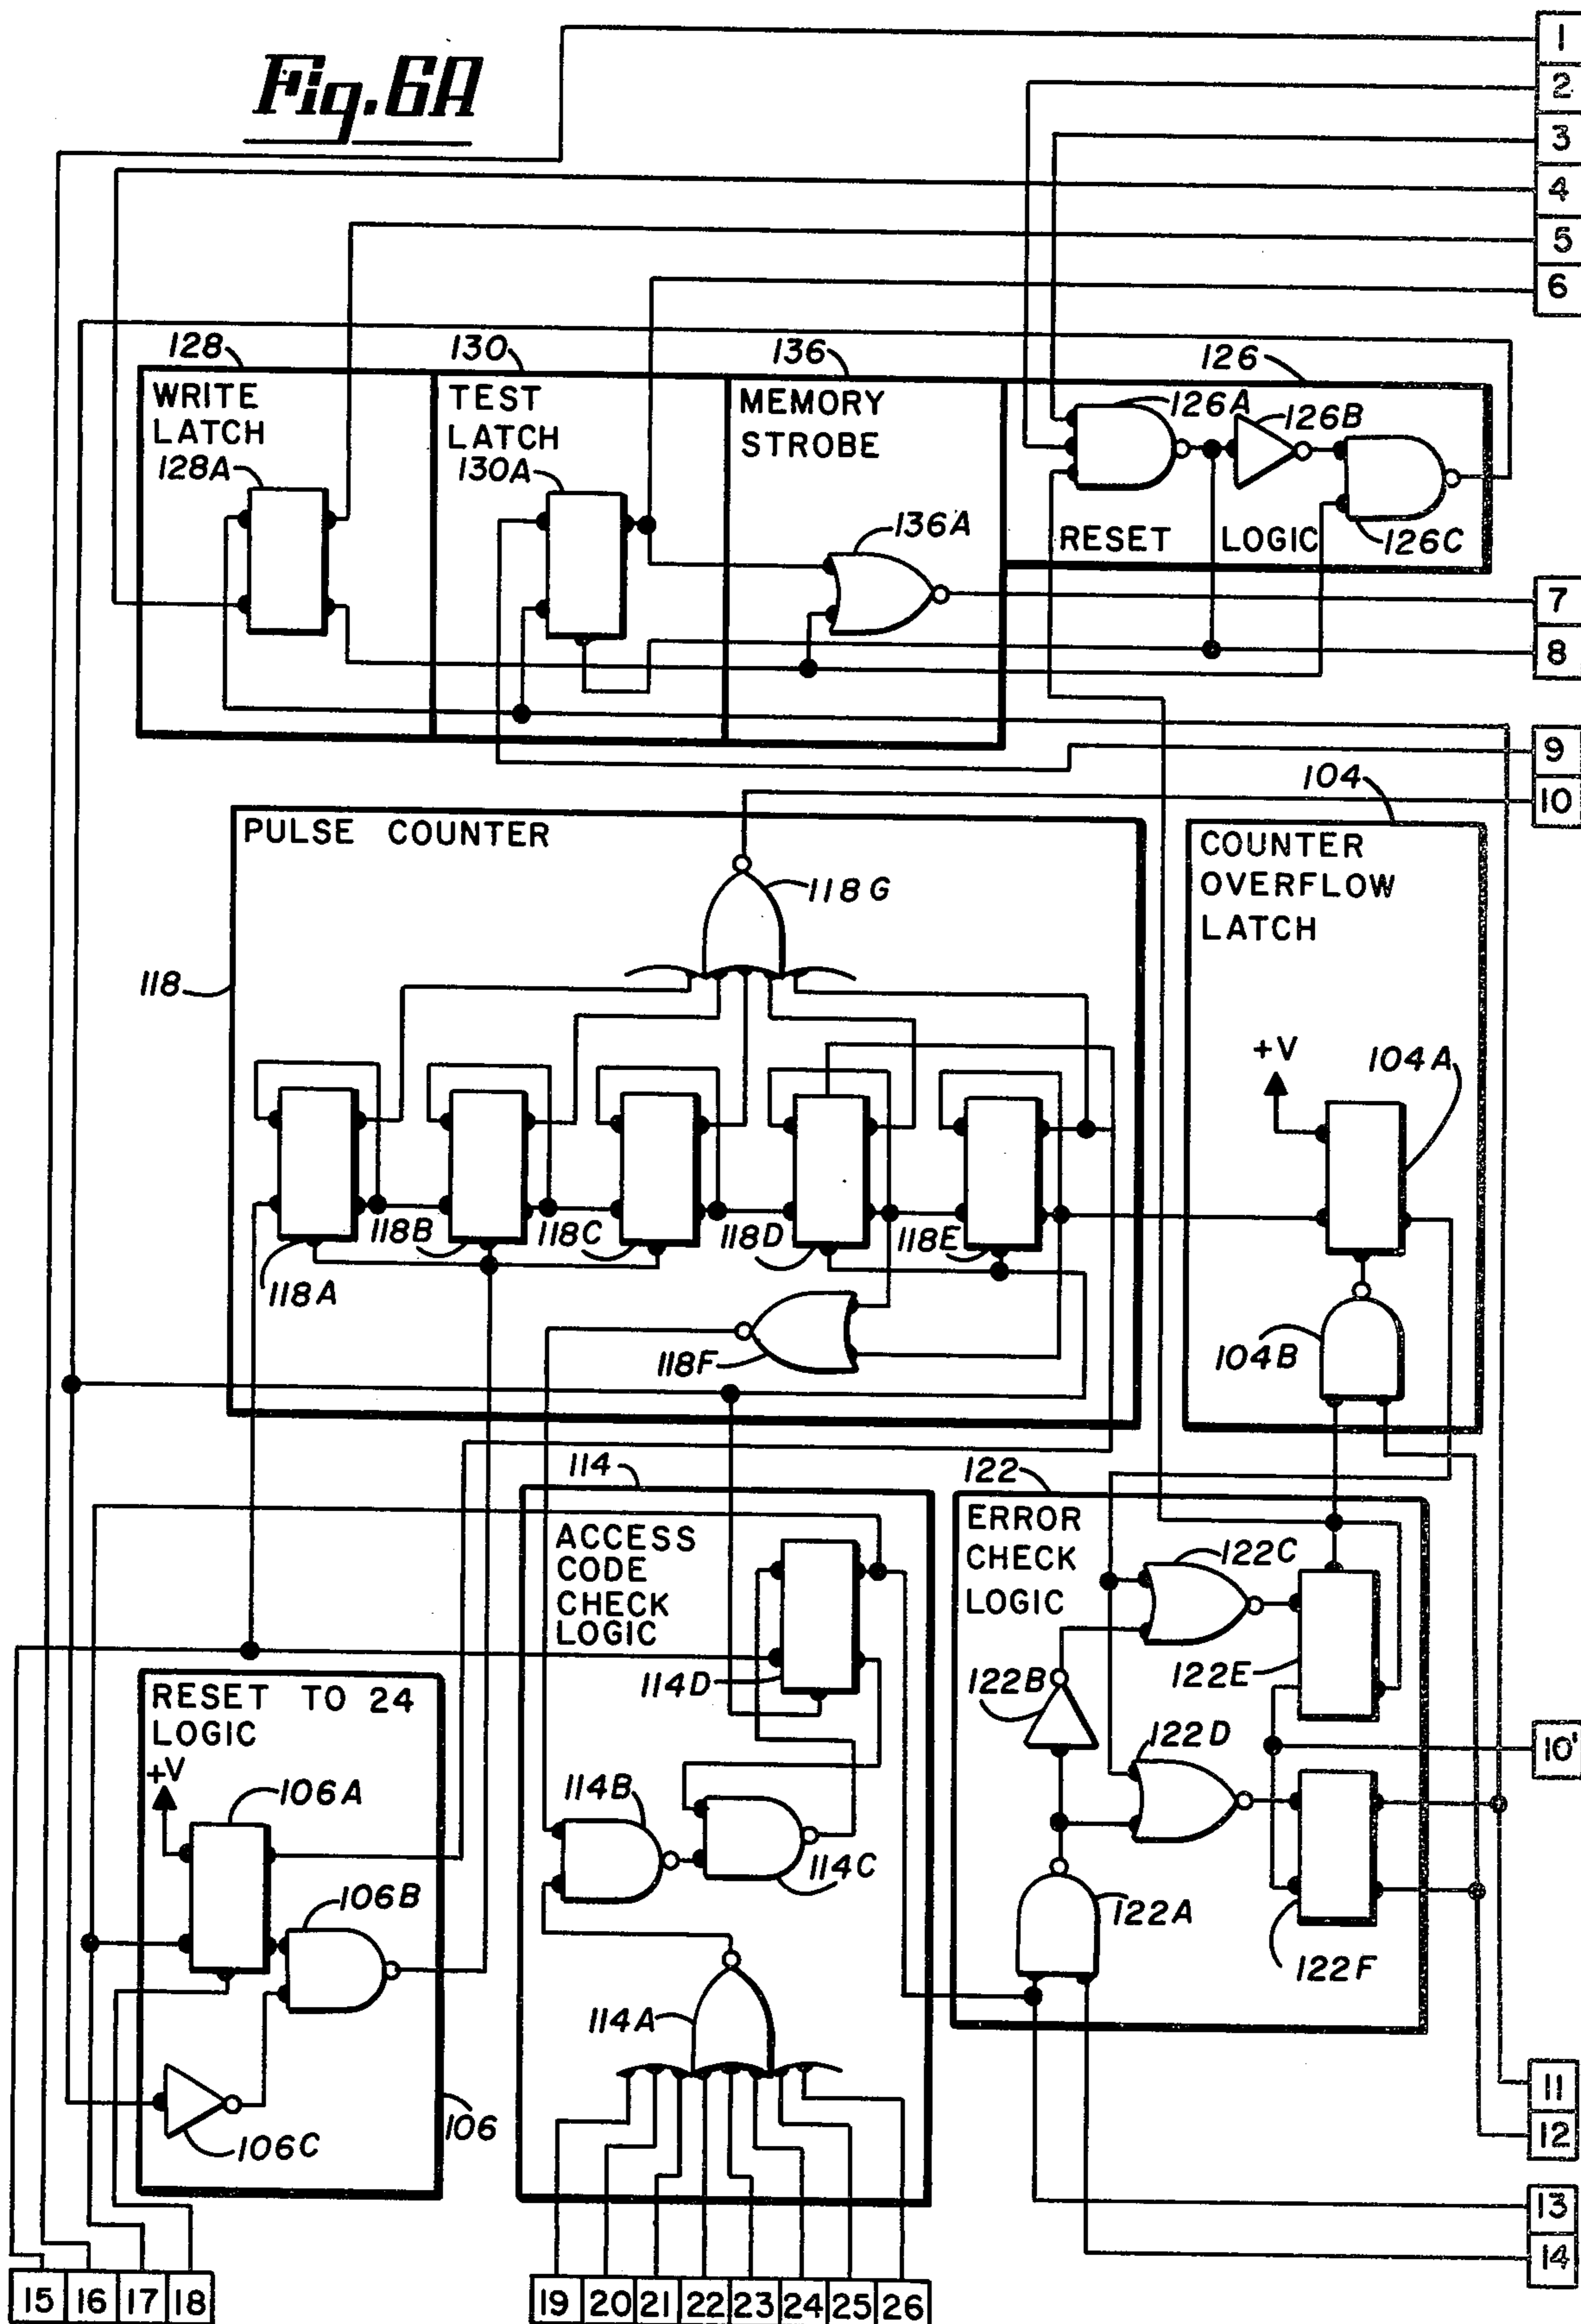 Fig. 6A
1
2
3
4
5
6
128
130
136
126
WRITE
LATCH
128A
TEST
LATCH
130A
MEMORY
STROBE
136A
126A
126B
126C
RESET LOGIC
7
8
9
10
104
PULSE COUNTER
118G
118
118A
118B
118C
118D
118E
118F
COUNTER
OVERFLOW
LATCH
+V
104A
104B
114
ACCESS
CODE
CHECK
LOGIC
114D
114B
114C
114A
122
ERROR
CHECK
LOGIC
122C
122E
122B
122D
122A
122F
10'
RESET TO 24
LOGIC
+V
106A
106B
106C
106
11
12
13
14
15 16 17 18
19 20 21 22 23 24 25 26